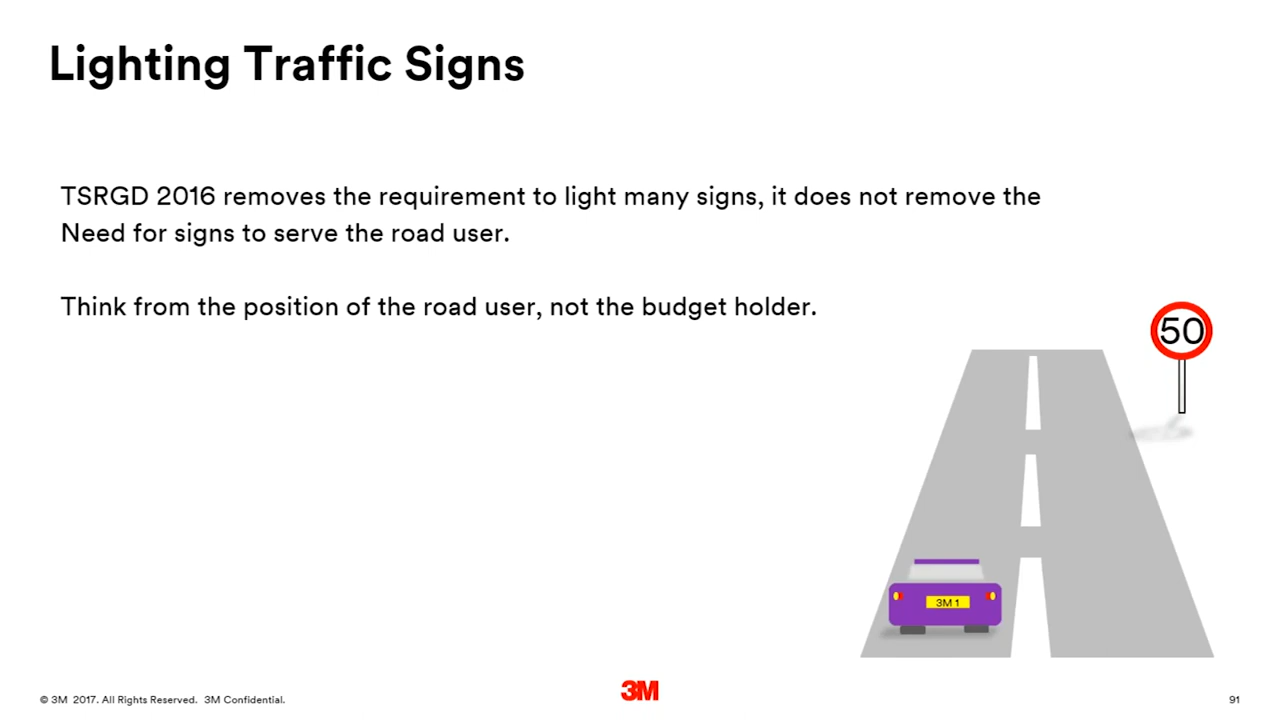 Lighting Traffic Signs
TSRGD 2016 removes the requirement to light many signs, it does not remove the
Need for signs to serve the road user.
Think from the position of the road user, not the budget holder.
50
3M 1
© 3M 2017. All Rights Reserved. 3M Confidential.
3M
91